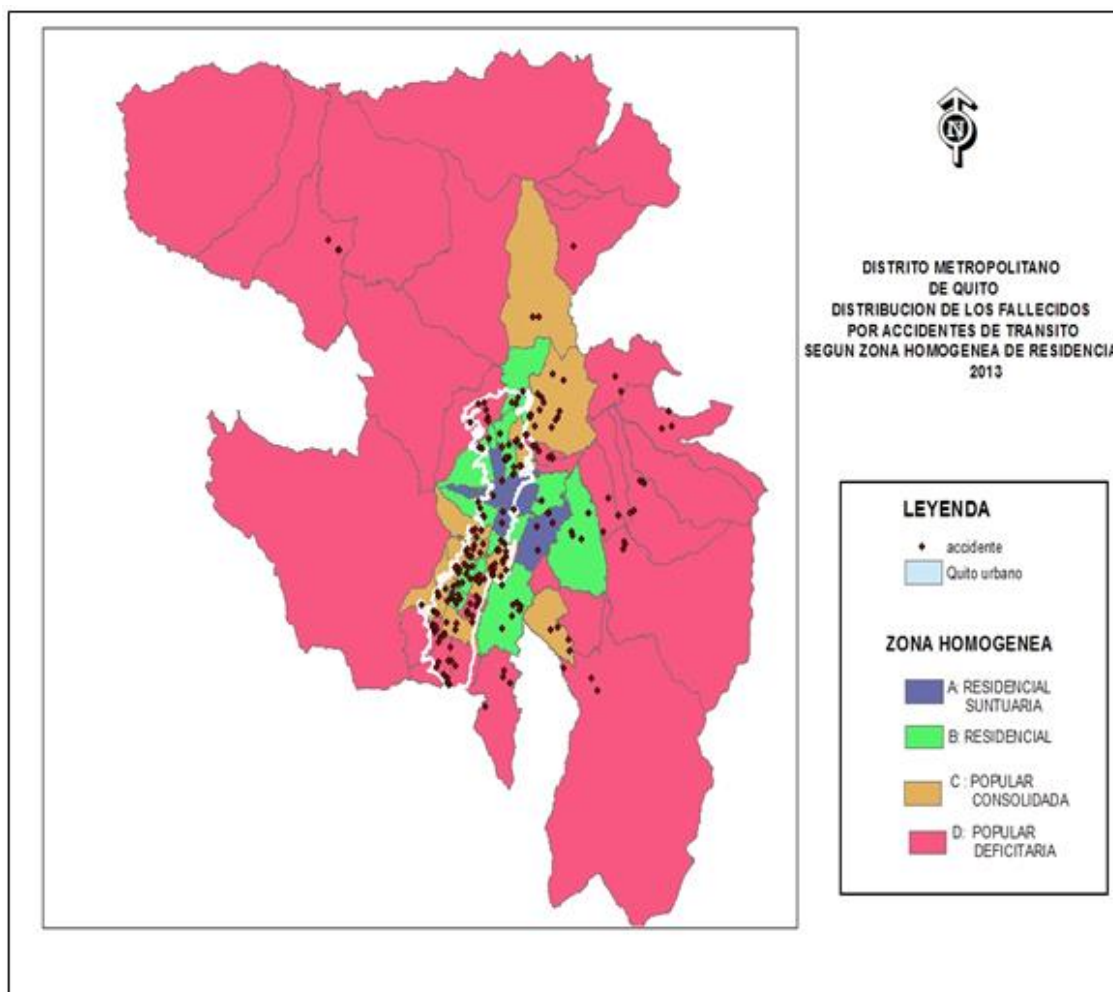 N
DISTRITO METROPOLITANO
DE QUITO
DISTRIBUCION DE LOS FALLECIDOS
POR ACCIDENTES DE TRANSITO
SEGUN ZONA HOMOGENEA DE RESIDENCIA
2013
LEYENDA
accidente
Quito urbano
ZONA HOMOGENEA
A: RESIDENCIAL
SUNTUARIA
B: RESIDENCIAL
C : POPULAR
CONSOLIDADA
D: POPULAR
DEFICITARIA